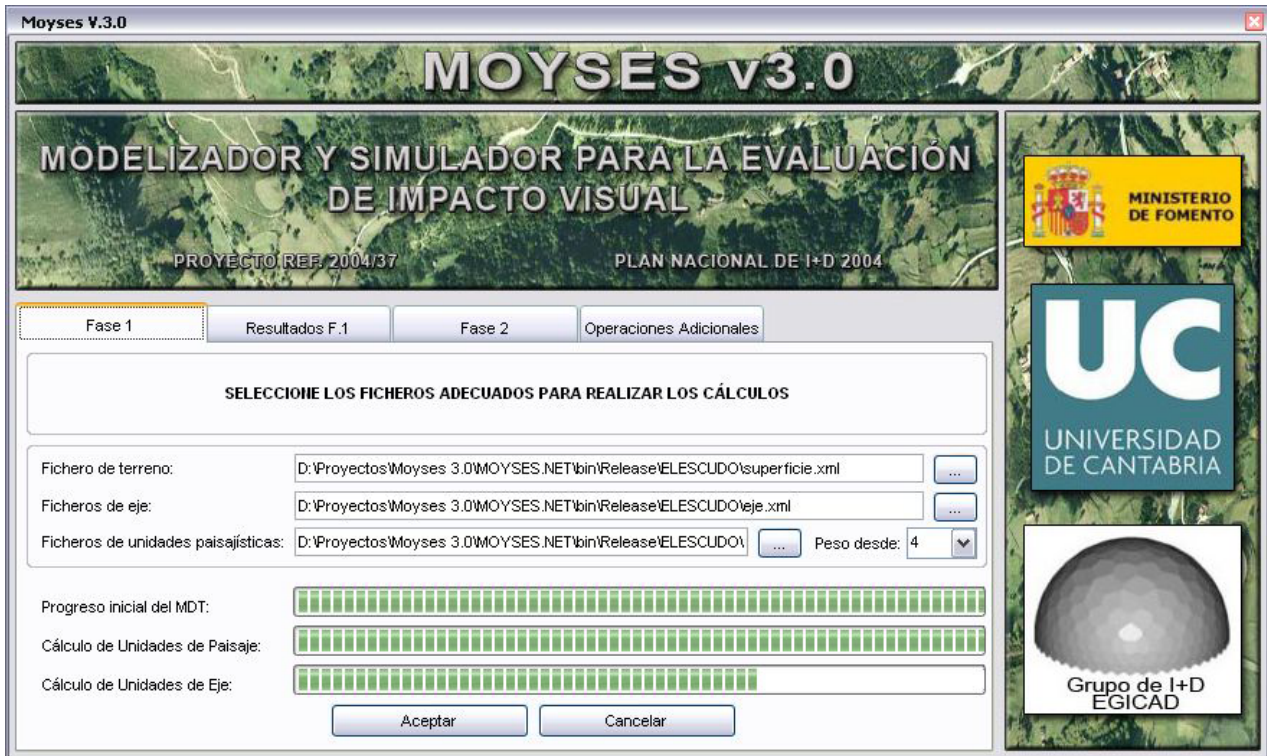 Moyses V.3.0
MOYSES v3.0
MODELIZADOR Y SIMULADOR PARA LA EVALUACIÓN
DE IMPACTO VISUAL
PROYECTO REF. 2004/37 PLAN NACIONAL DE I+D 2004
MINISTERIO
DE FOMENTO
UC
UNIVERSIDAD
DE CANTABRIA
Grupo de I+D
EGICAD
Fase 1 Resultados F.1 Fase 2 Operaciones Adicionales
SELECCIONE LOS FICHEROS ADECUADOS PARA REALIZAR LOS CÁLCULOS
Fichero de terreno: D:\Proyectos\Moyses 3.0\MOYSES.NET\bin\Release\ELESCUDO\superficie.xml ...
Ficheros de eje: D:\Proyectos\Moyses 3.0\MOYSES.NET\bin\Release\ELESCUDO\eje.xml ...
Ficheros de unidades paisajísticas: D:\Proyectos\Moyses 3.0\MOYSES.NET\bin\Release\ELESCUDO\ ... Peso desde: 4
Progreso inicial del MDT:
Cálculo de Unidades de Paisaje:
Cálculo de Unidades de Eje:
Aceptar Cancelar